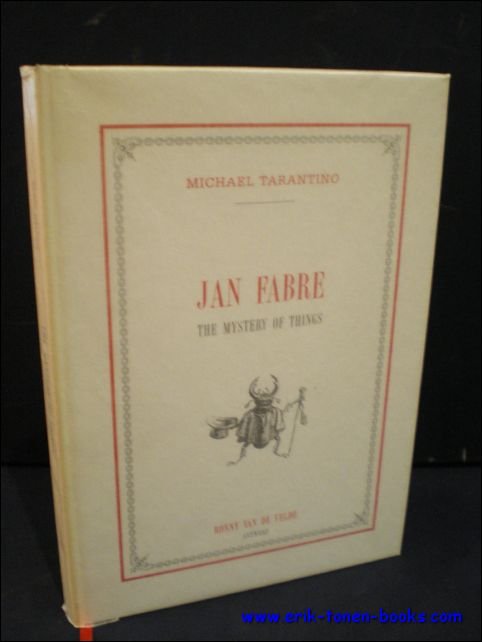 MICHAEL TARANTINO
JAN FABRE
THE MYSTERY OF THINGS
RONNY VAN DE VELDE
ANTWERP
www.erik-tonen-books.com